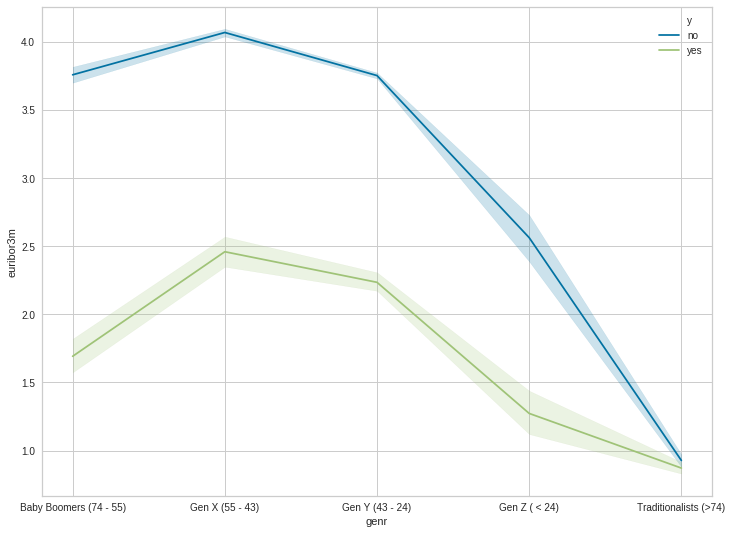 y
no
yes
4.0
3.5
3.0
2.5
2.0
1.5
1.0
euribor3m
Baby Boomers (74 - 55)
Gen X (55 - 43)
Gen Y (43 - 24)
Gen Z ( < 24)
Traditionalists (>74)
genr